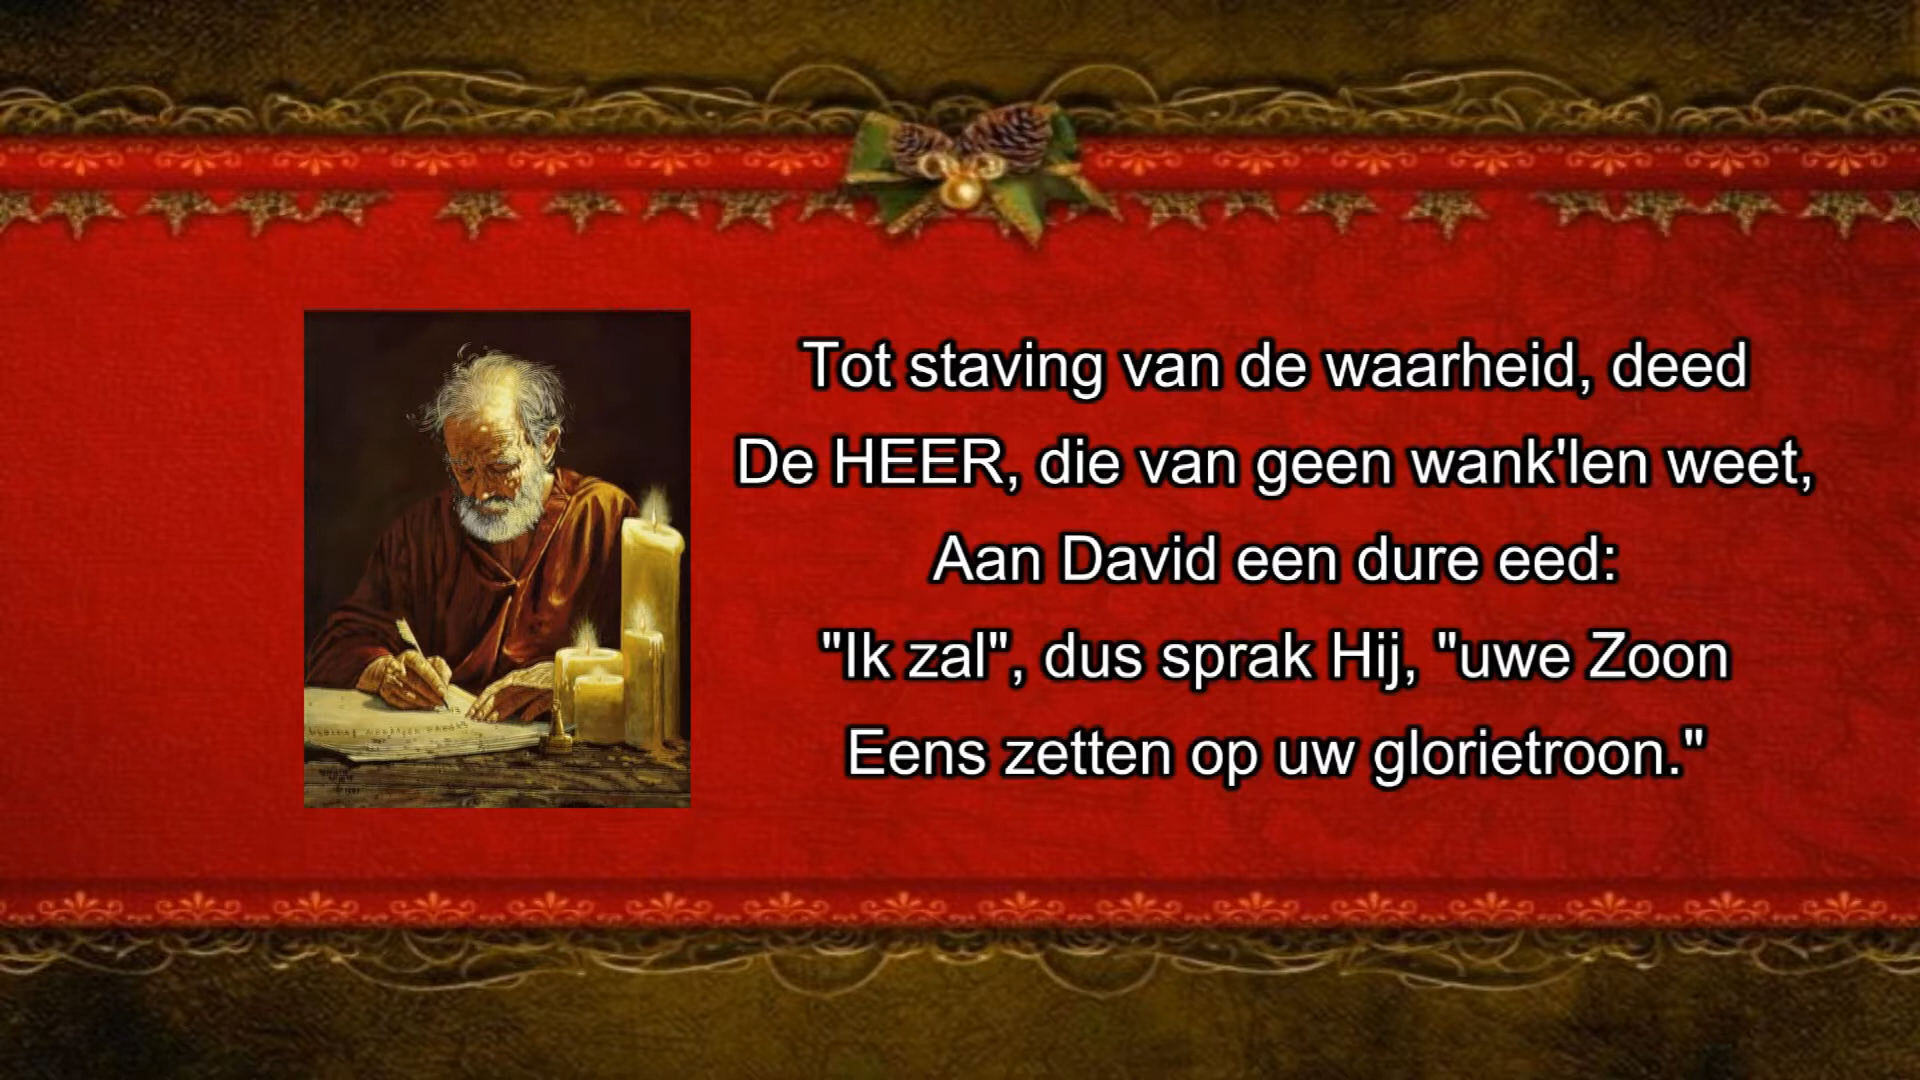 Tot staving van de waarheid, deed
De HEER, die van geen wank'len weet,
Aan David een dure eed:
"Ik zal", dus sprak Hij, "uwe Zoon
Eens zetten op uw glorietroon."